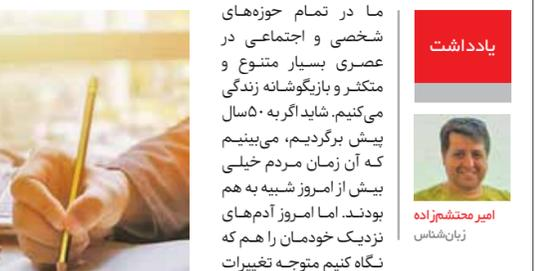 یادداشت
امیر محتشم‌زاده
زبان‌شناس
ما در تمام حوزه‌های
شخصی و اجتماعی در
عصری بسیار متنوع و
متکثر و بازیگوشانه زندگی
می‌کنیم. شاید اگر به ۵۰سال
پیش برگردیم، می‌بینیم
که آن زمان مردم خیلی
بیش از امروز شبیه به هم
بودند. اما امروز آدم‌های
نزدیک خودمان را هم که
نگاه کنیم متوجه تغییرات